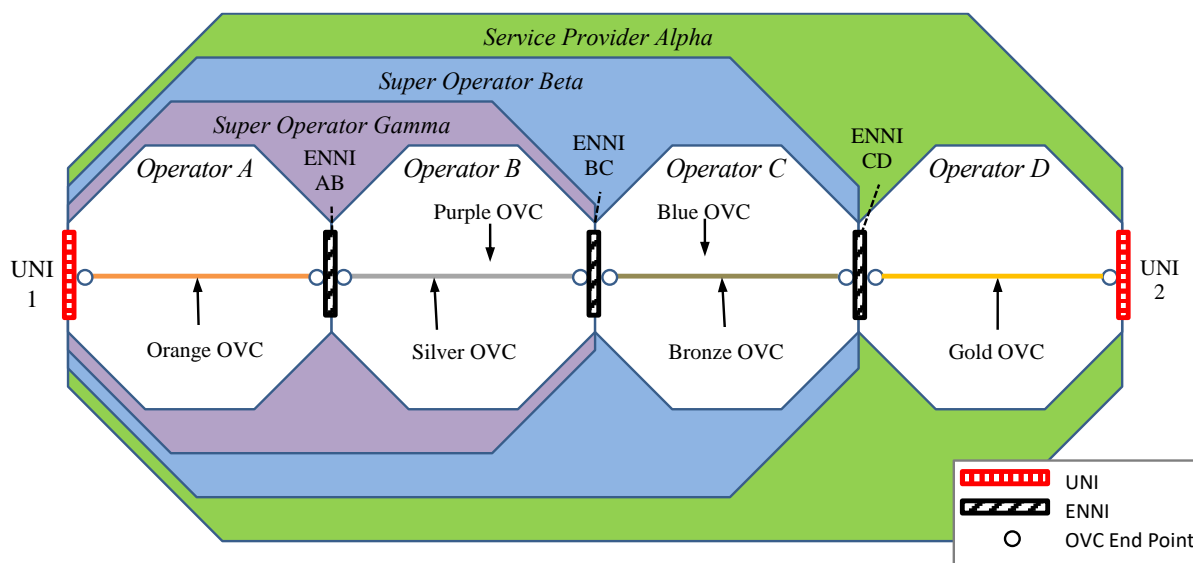 Service Provider Alpha
Super Operator Beta
Super Operator Gamma
ENNI
AB
ENNI
BC
ENNI
CD
Operator A
Operator B
Operator C
Operator D
Purple OVC
Blue OVC
UNI
1
UNI
2
Orange OVC
Silver OVC
Bronze OVC
Gold OVC
UNI
ENNI
OVC End Point